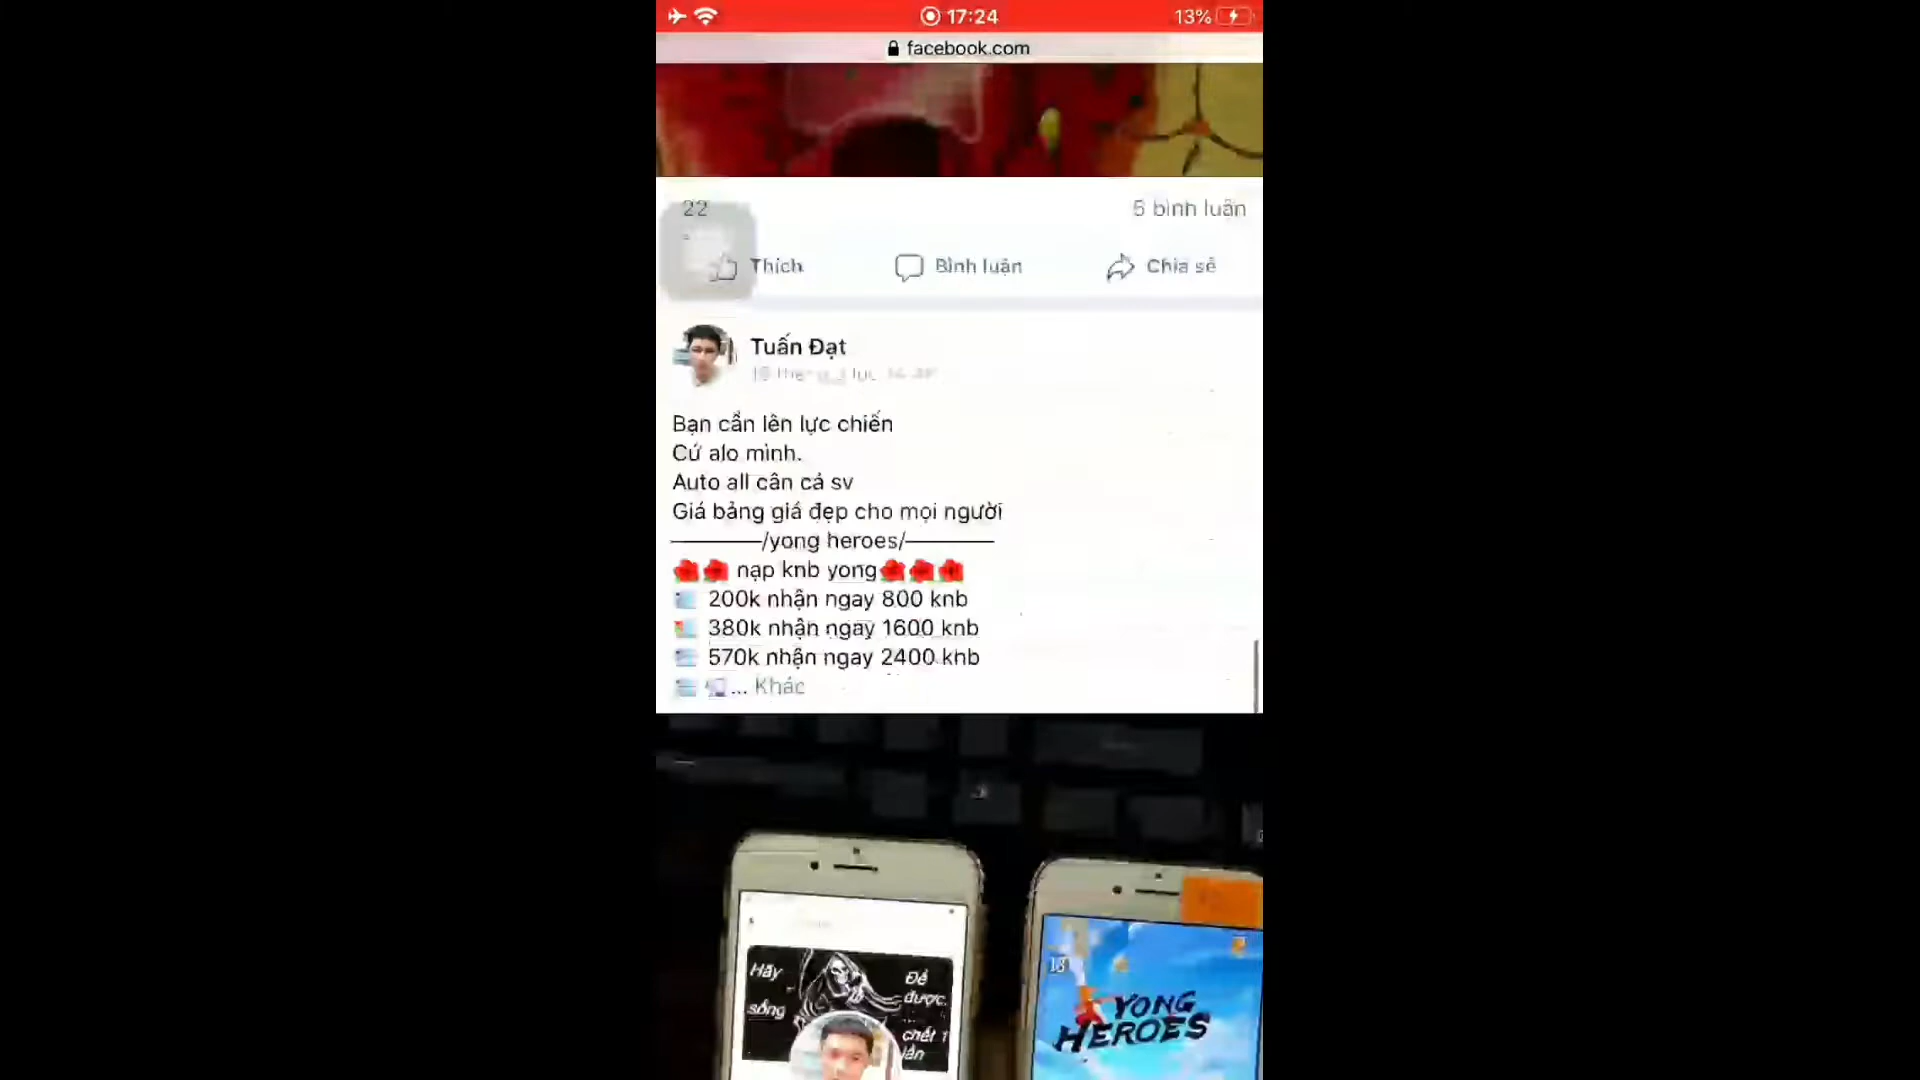 17:24
13%
facebook.com
22
5 bình luận
Thích
Bình luận
Chia sẻ
Tuấn Đạt
Bạn cần lên lực chiến
Cứ alo mình.
Auto all cân cả sv
Giá bảng giá đẹp cho mọi người
————/yong heroes/————
nạp knb yong
200k nhận ngay 800 knb
380k nhận ngay 1600 knb
570k nhận ngay 2400 knb
... Khác
Hãy
sống
Để
được
chết 1
lần
YONG
HEROES